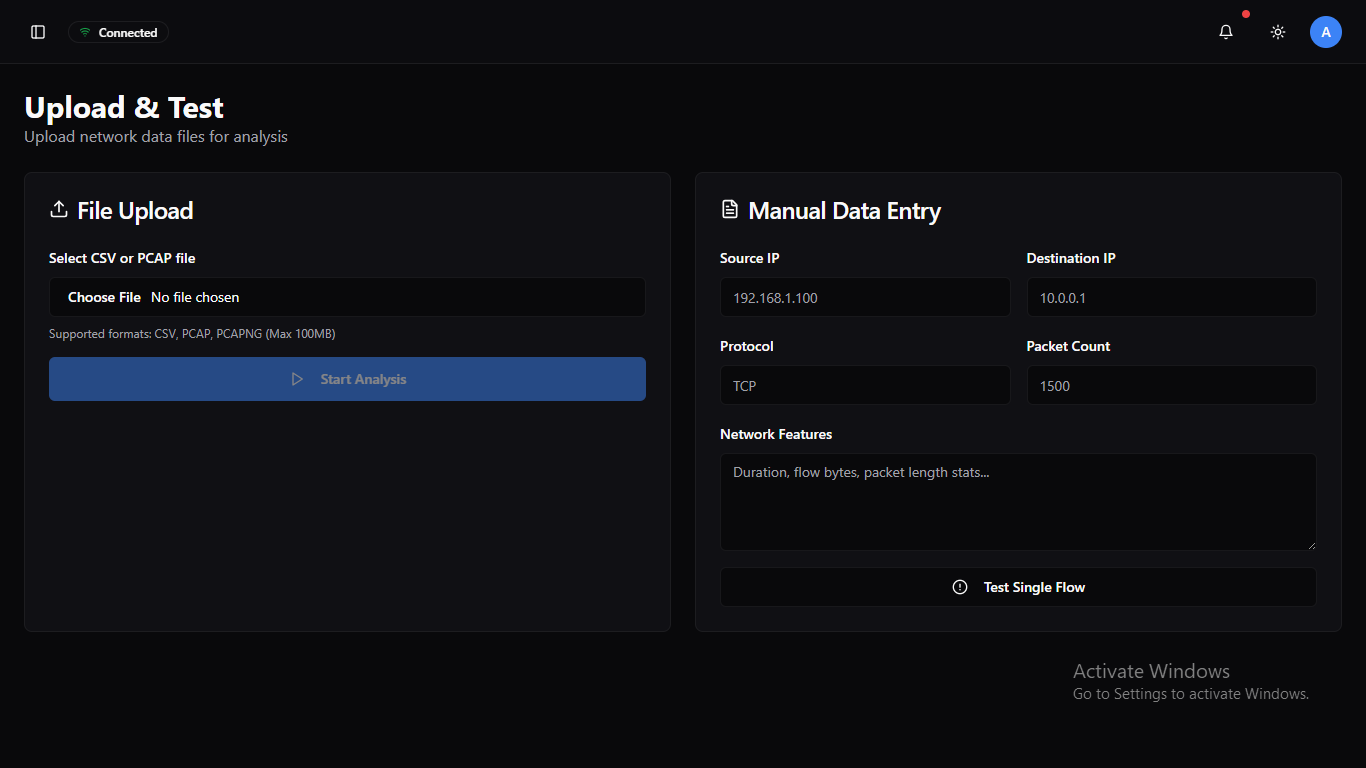 Connected
A
Upload & Test
Upload network data files for analysis
File Upload
Select CSV or PCAP file
Choose File No file chosen
Supported formats: CSV, PCAP, PCAPNG (Max 100MB)
Start Analysis
Manual Data Entry
Source IP
Destination IP
192.168.1.100
10.0.0.1
Protocol
Packet Count
TCP
1500
Network Features
Duration, flow bytes, packet length stats...
Test Single Flow
Activate Windows
Go to Settings to activate Windows.